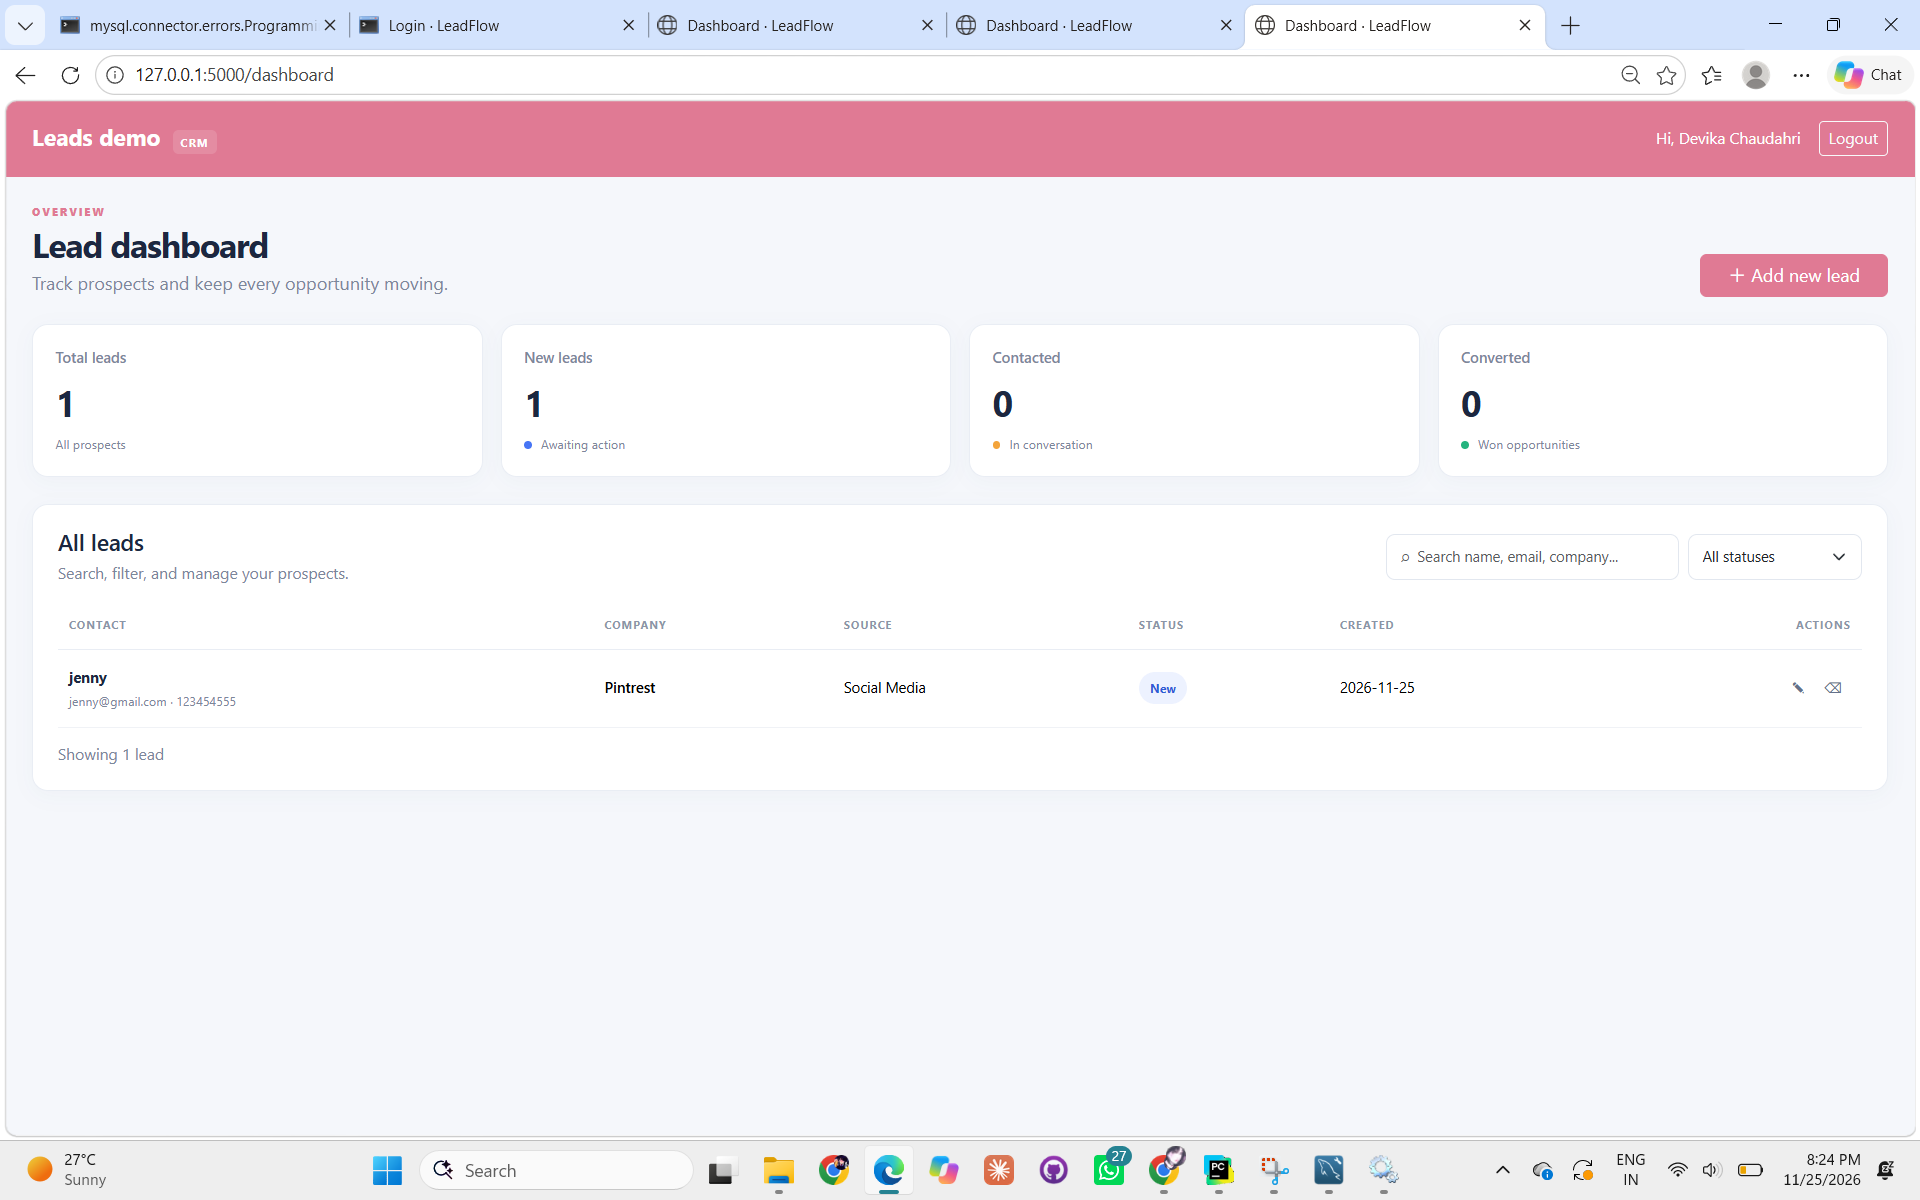 mysql.connector.errors.Programmi
Login · LeadFlow
Dashboard · LeadFlow
Dashboard · LeadFlow
Dashboard · LeadFlow
127.0.0.1:5000/dashboard
Chat
Leads demo CRM
Hi, Devika Chaudahri
Logout
OVERVIEW
Lead dashboard
Track prospects and keep every opportunity moving.
+ Add new lead
Total leads
1
All prospects
New leads
1
Awaiting action
Contacted
0
In conversation
Converted
0
Won opportunities
All leads
Search, filter, and manage your prospects.
Search name, email, company...
All statuses
CONTACT COMPANY SOURCE STATUS CREATED ACTIONS
jenny
jenny@gmail.com · 123454555
Pintrest
Social Media
New
2026-11-25
Showing 1 lead
27°C
Sunny
Search
27
PC
ENG
IN
8:24 PM
11/25/2026